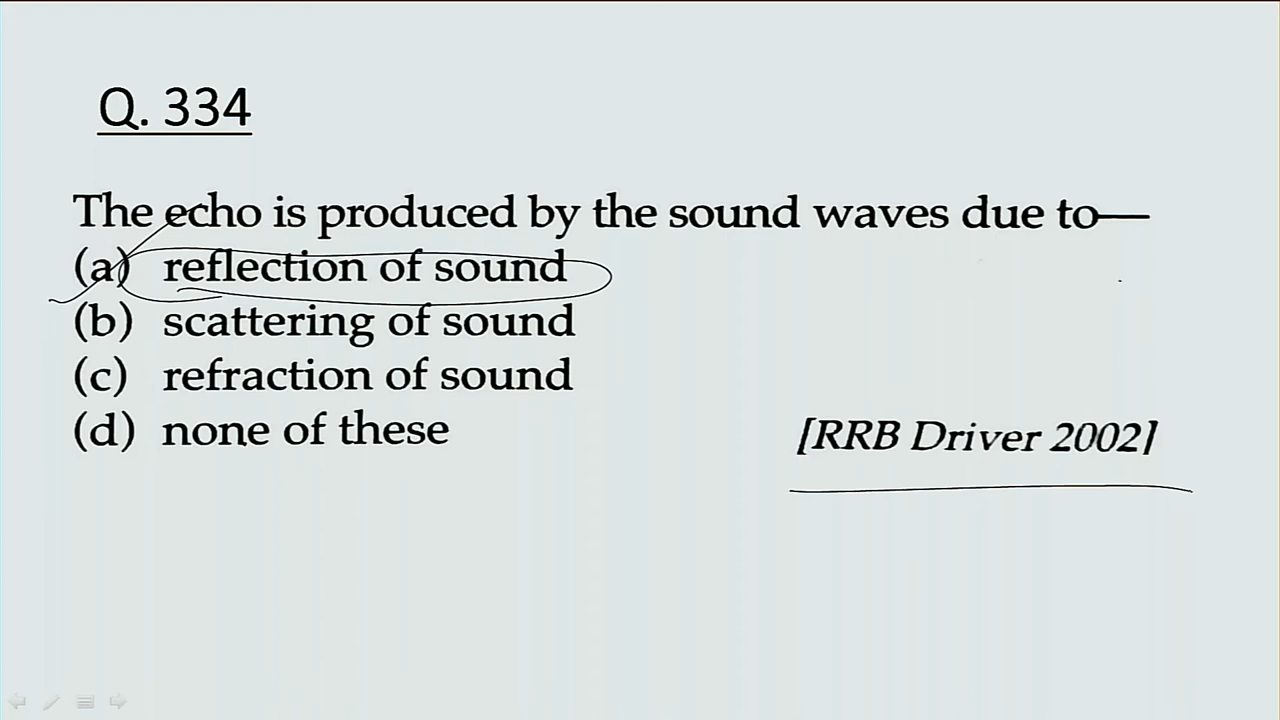 Q. 334
The echo is produced by the sound waves due to—
(a) reflection of sound
(b) scattering of sound
(c) refraction of sound
(d) none of these
[RRB Driver 2002]